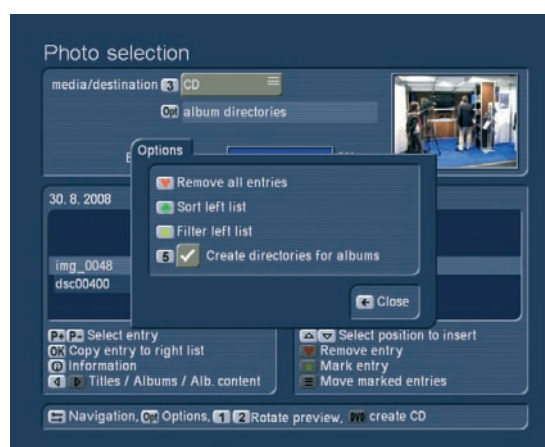 Photo selection
media/destination 3 CD
Opt album directories
Options
Remove all entries
30. 8. 2008
Sort left list
Filter left list
img_0048
5 Create directories for albums
dsc00400
Close
P+ P- Select entry
OK Copy entry to right list
Information
Titles / Albums / Alb. content
Select position to insert
Remove entry
Mark entry
Move marked entries
Navigation, Opt Options, 1 2 Rotate preview, DVD create CD